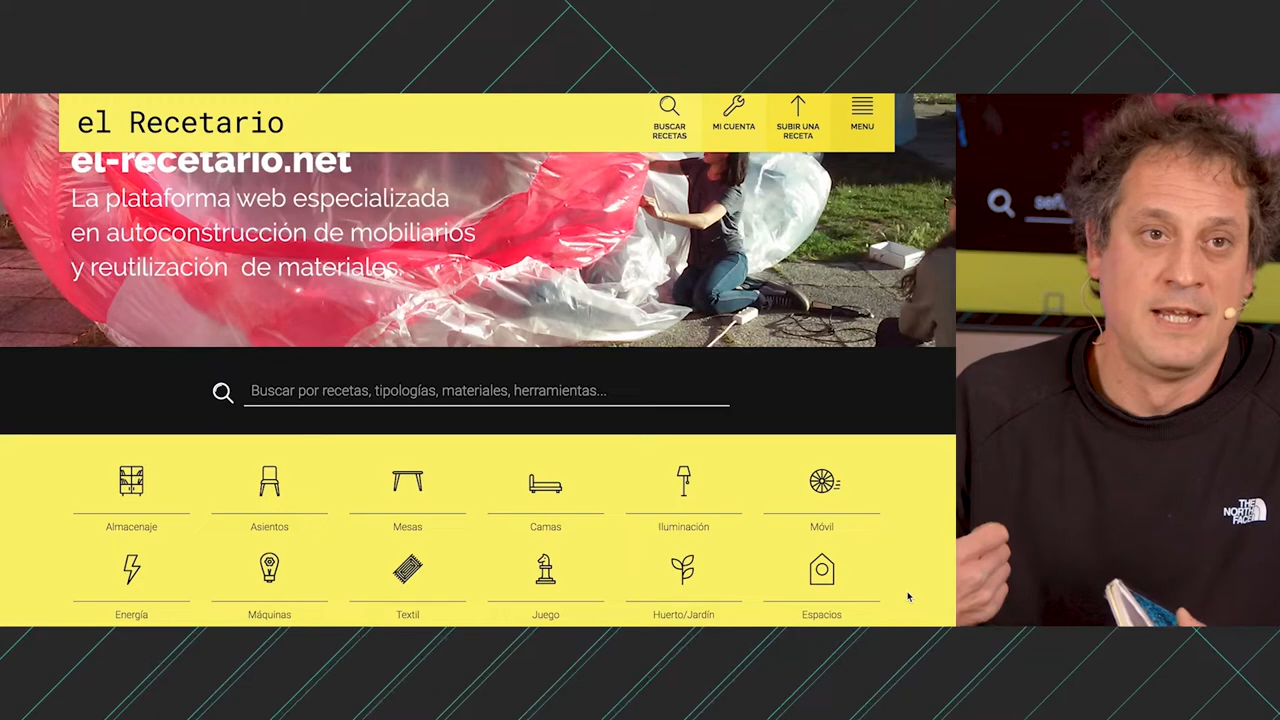 el Recetario
BUSCAR
RECETAS
MI CUENTA
SUBIR UNA
RECETA
MENU
el-recetario.net
La plataforma web especializada
en autoconstrucción de mobiliarios
y reutilización de materiales.
Buscar por recetas, tipologías, materiales, herramientas...
Almacenaje
Asientos
Mesas
Camas
Iluminación
Móvil
Energía
Máquinas
Textil
Juego
Huerto/Jardín
Espacios
THE
NORTH
FACE